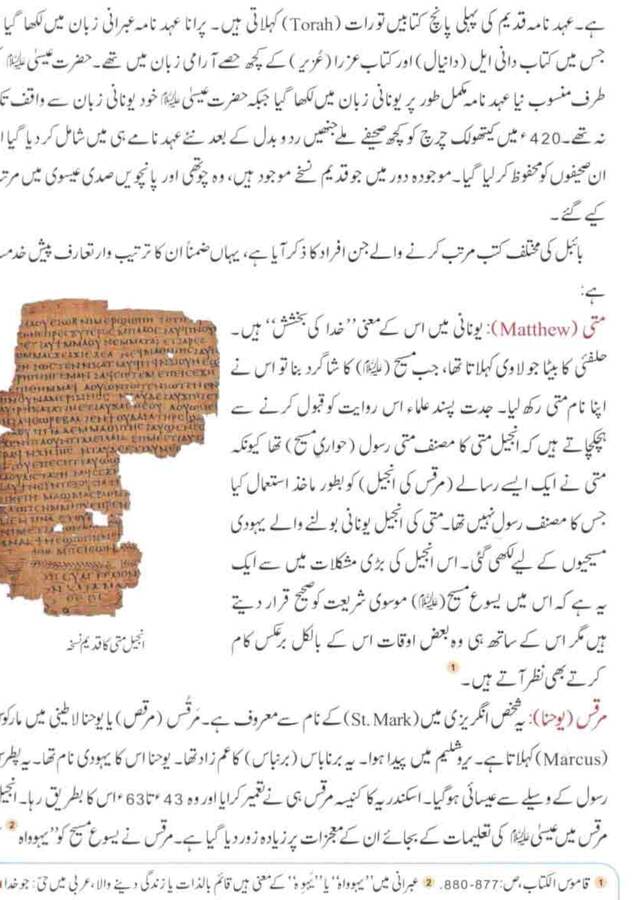 ہے۔ عہد نامہ قدیم کی پہلی پانچ کتابیں تورات (Torah) کہلاتی ہیں۔ پرانا عہد نامہ عبرانی زبان میں لکھا گیا
جس میں کتاب دانی ایل (دانیال) اور کتاب عزرا (عُزیر) کے کچھ حصے آرامی زبان میں تھے۔ حضرت عیسیٰ علیہ السلام
طرف منسوب نیا عہد نامہ مکمل طور پر یونانی زبان میں لکھا گیا جبکہ حضرت عیسیٰ علیہ السلام خود یونانی زبان سے واقف تک
نہ تھے۔ 420ء میں کیتھولک چرچ کو کچھ صحیفے ملے جنھیں ردو بدل کے بعد نئے عہد نامے ہی میں شامل کر دیا گیا
ان صحیفوں کو محفوظ کر لیا گیا۔ موجودہ دور میں جو قدیم نسخے موجود ہیں، وہ چوتھی اور پانچویں صدی عیسوی میں مرتب
کیے گئے۔
بائبل کی مختلف کتب مرتب کرنے والے جن افراد کا ذکر آیا ہے، یہاں ضمناً ان کا ترتیب وار تعارف پیش
ہے:
متی (Matthew): یونانی میں اس کے معنی ”خدا کی بخشش“ ہیں۔
حلفئی کا بیٹا جو لاوی کہلاتا تھا، جب مسیح (علیہ السلام) کا شاگرد بنا تو اس نے
اپنا نام متی رکھ لیا۔ جدت پسند علماء اس روایت کو قبول کرنے سے
ہچکچاتے ہیں کہ انجیل متی کا مصنف متی رسول (حواریِ مسیح) تھا کیونکہ
متی نے ایک ایسے رسالے (مرقس کی انجیل) کو بطور ماخذ استعمال کیا
جس کا مصنف رسول نہیں تھا۔ متی کی انجیل یونانی بولنے والے یہودی
مسیحیوں کے لیے لکھی گئی۔ اس انجیل کی بڑی مشکلات میں سے ایک
یہ ہے کہ اس میں یسوع مسیح (علیہ السلام) موسوی شریعت کو صحیح قرار دیتے
ہیں مگر اس کے ساتھ ہی وہ بعض اوقات اس کے بالکل برعکس کام
کرتے بھی نظر آتے ہیں۔ 1
انجیل متی کا قدیم نسخہ
مرقس (یوحنا): یہ شخص انگریزی میں (St. Mark) کے نام سے معروف ہے۔ مَرقُس (مرقص) یا یوحنا لاطینی میں مارکوس
(Marcus) کہلاتا ہے۔ یروشلیم میں پیدا ہوا۔ یہ برناباس (برنباس) کا عم زاد تھا۔ یوحنا اس کا یہودی نام تھا۔ یہ پطرس
رسول کے وسیلے سے عیسائی ہوگیا۔ اسکندریہ کا کنیسہ مرقس ہی نے تعمیر کرایا اور وہ 43ء تا 63ء اس کا بطریق رہا۔ انجیل
مرقس میں عیسیٰ علیہ السلام کی تعلیمات کے بجائے ان کے معجزات پر زیادہ زور دیا گیا ہے۔ مرقس نے یسوع مسیح کو ”یہوواہ 2
1 قاموس الکتاب، ص: 877-880. 2 عبرانی میں ”یہوواہ“ یا ”یَہْوِہ“ کے معنی ہیں قائم بالذات یا زندگی دینے والا، عربی میں حیّ: جو خدا